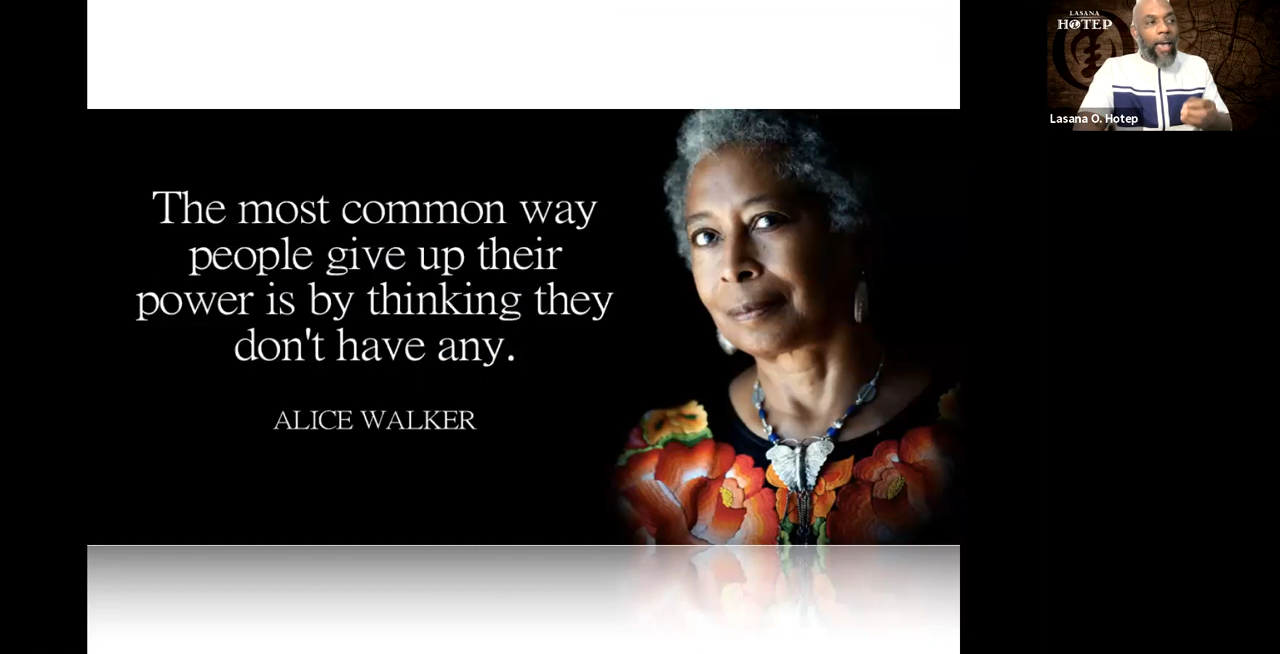 The most common way
people give up their
power is by thinking they
don't have any.
ALICE WALKER
LASANA
HOTEP
Lasana O. Hotep